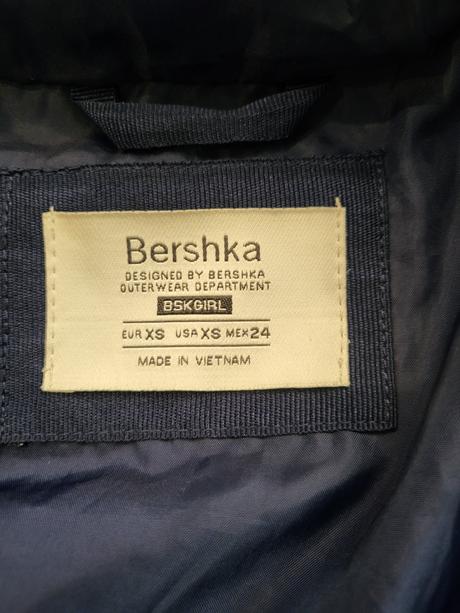 Bershka
DESIGNED BY BERSHKA
OUTERWEAR DEPARTMENT
BSKGIRL
EUR XS USA XS MEX 24
MADE IN VIETNAM